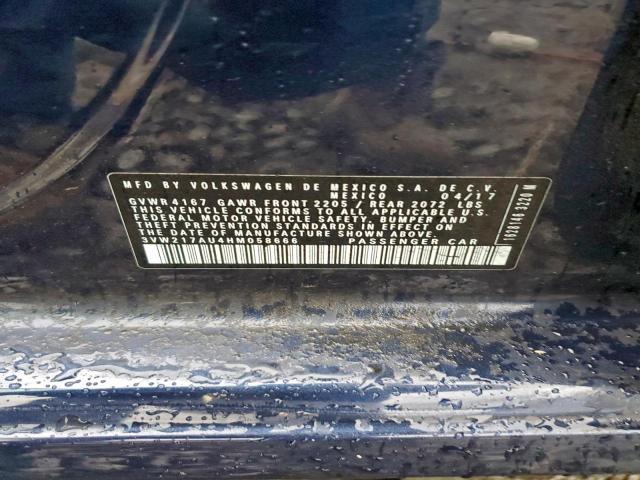 MFD BY VOLKSWAGEN DE MEXICO S.A. DE C.V.
MEXICO 04/17
GVWR 4167 GAWR FRONT 2205 / REAR 2072 LBS
THIS VEHICLE CONFORMS TO ALL APPLICABLE U.S.
FEDERAL MOTOR VEHICLE SAFETY, BUMPER AND
THEFT PREVENTION STANDARDS IN EFFECT ON
THE DATE OF MANUFACTURE SHOWN ABOVE.
3VW217AU4HM058666 PASSENGER CAR
1628146 3220 M